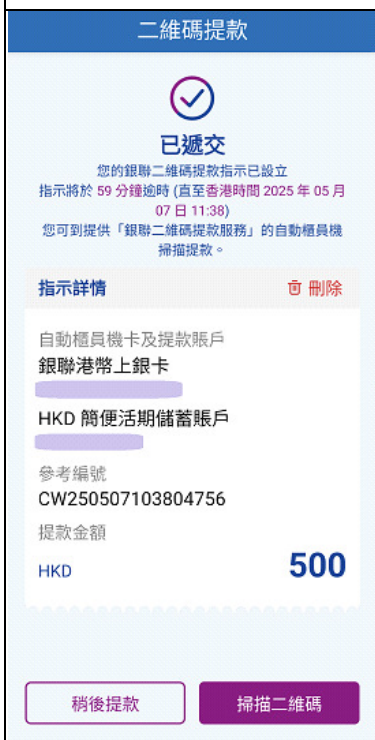 二維碼提款
已遞交
您的銀聯二維碼提款指示已設立
指示將於 59 分鐘逾時 (直至香港時間 2025 年 05 月
07 日 11:38)
您可到提供「銀聯二維碼提款服務」的自動櫃員機
掃描提款。
指示詳情
刪除
自動櫃員機卡及提款賬戶
銀聯港幣上銀卡
HKD 簡便活期儲蓄賬戶
參考編號
CW250507103804756
提款金額
HKD
500
稍後提款
掃描二維碼